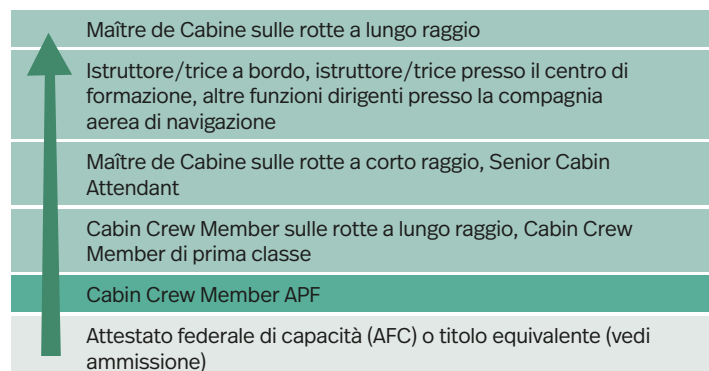 Maître de Cabine sulle rotte a lungo raggio
Istruttore/trice a bordo, istruttore/trice presso il centro di
formazione, altre funzioni dirigenti presso la compagnia
aerea di navigazione
Maître de Cabine sulle rotte a corto raggio, Senior Cabin
Attendant
Cabin Crew Member sulle rotte a lungo raggio, Cabin Crew
Member di prima classe
Cabin Crew Member APF
Attestato federale di capacità (AFC) o titolo equivalente (vedi
ammissione)